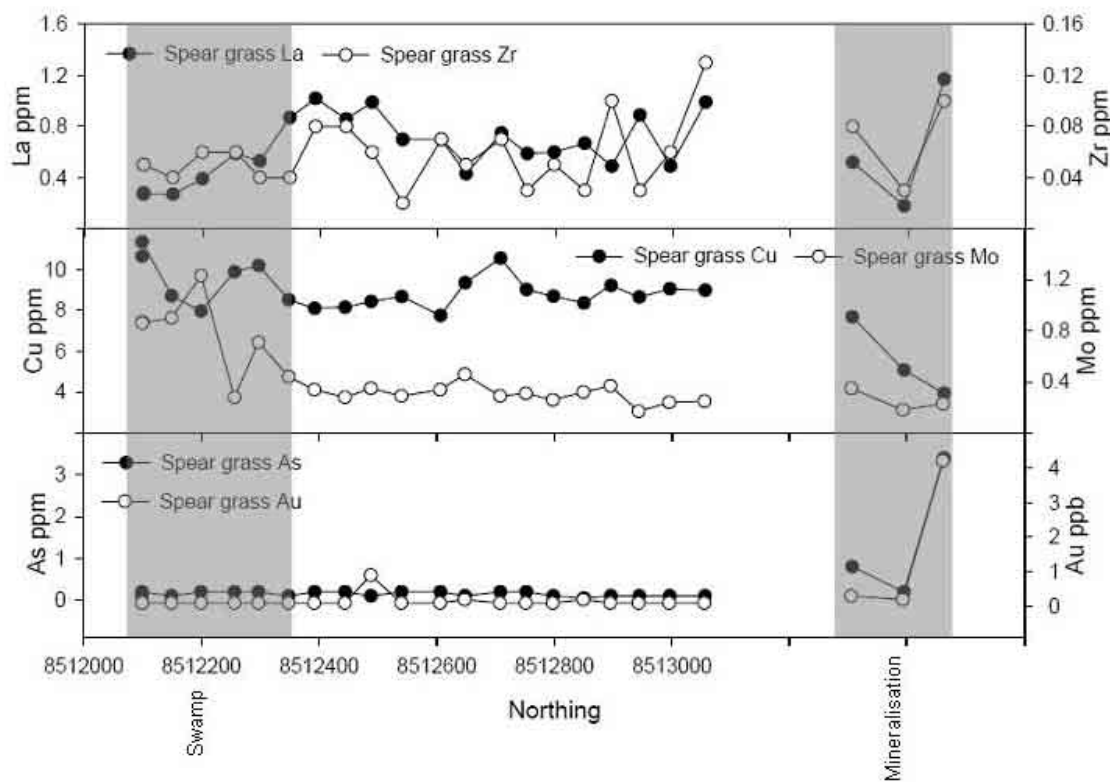 1.6
1.2
0.8
0.4
La ppm
Spear grass La
Spear grass Zr
0.16
0.12
0.08
0.04
Zr ppm
10
8
6
4
Cu ppm
Spear grass Cu
Spear grass Mo
1.2
0.8
0.4
Mo ppm
3
2
1
0
As ppm
Spear grass As
Spear grass Au
4
3
2
1
0
Au ppb
8512000 8512200 8512400 8512600 8512800 8513000
Swamp
Northing
Mineralisation